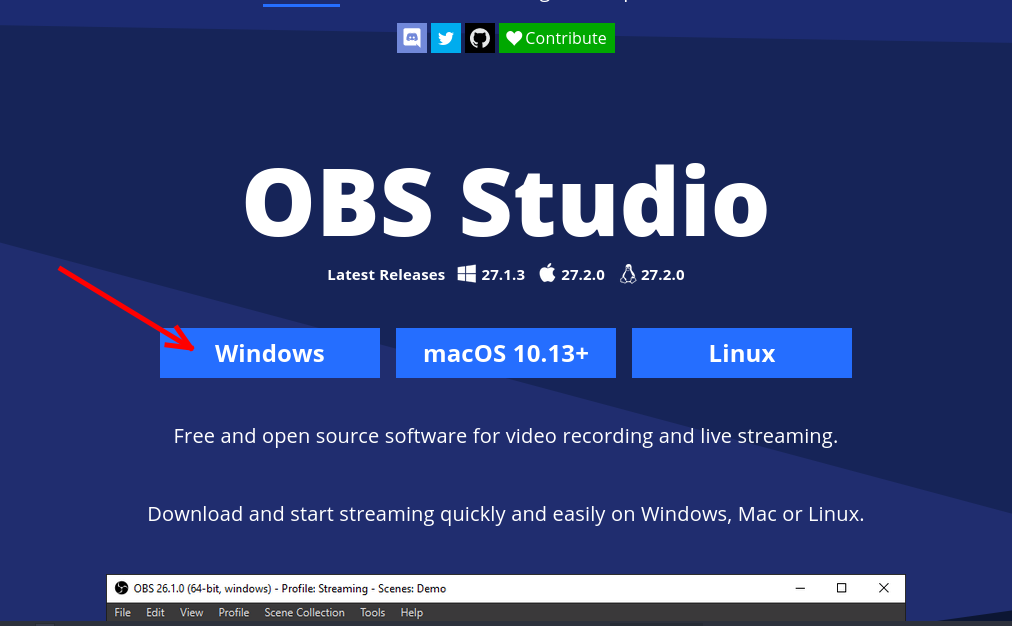 Contribute
OBS Studio
Latest Releases 27.1.3 27.2.0 27.2.0
Windows macOS 10.13+ Linux
Free and open source software for video recording and live streaming.
Download and start streaming quickly and easily on Windows, Mac or Linux.
OBS 26.1.0 (64-bit, windows) - Profile: Streaming - Scenes: Demo
File Edit View Profile Scene Collection Tools Help